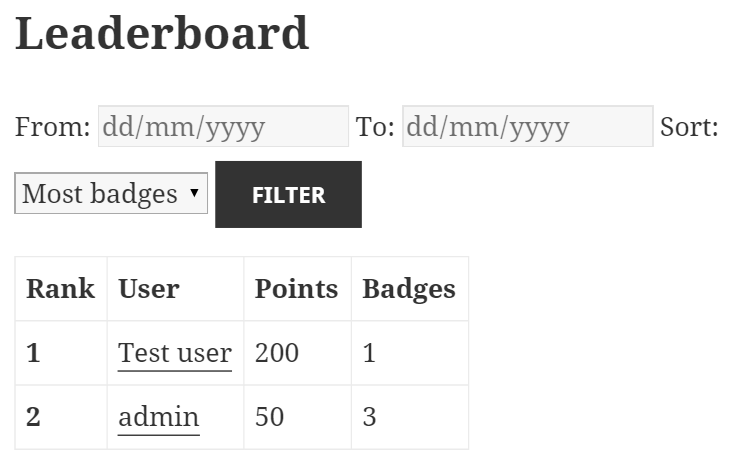 Leaderboard
From: dd/mm/yyyy To: dd/mm/yyyy Sort:
Most badges FILTER
Rank User Points Badges
1 Test user 200 1
2 admin 50 3